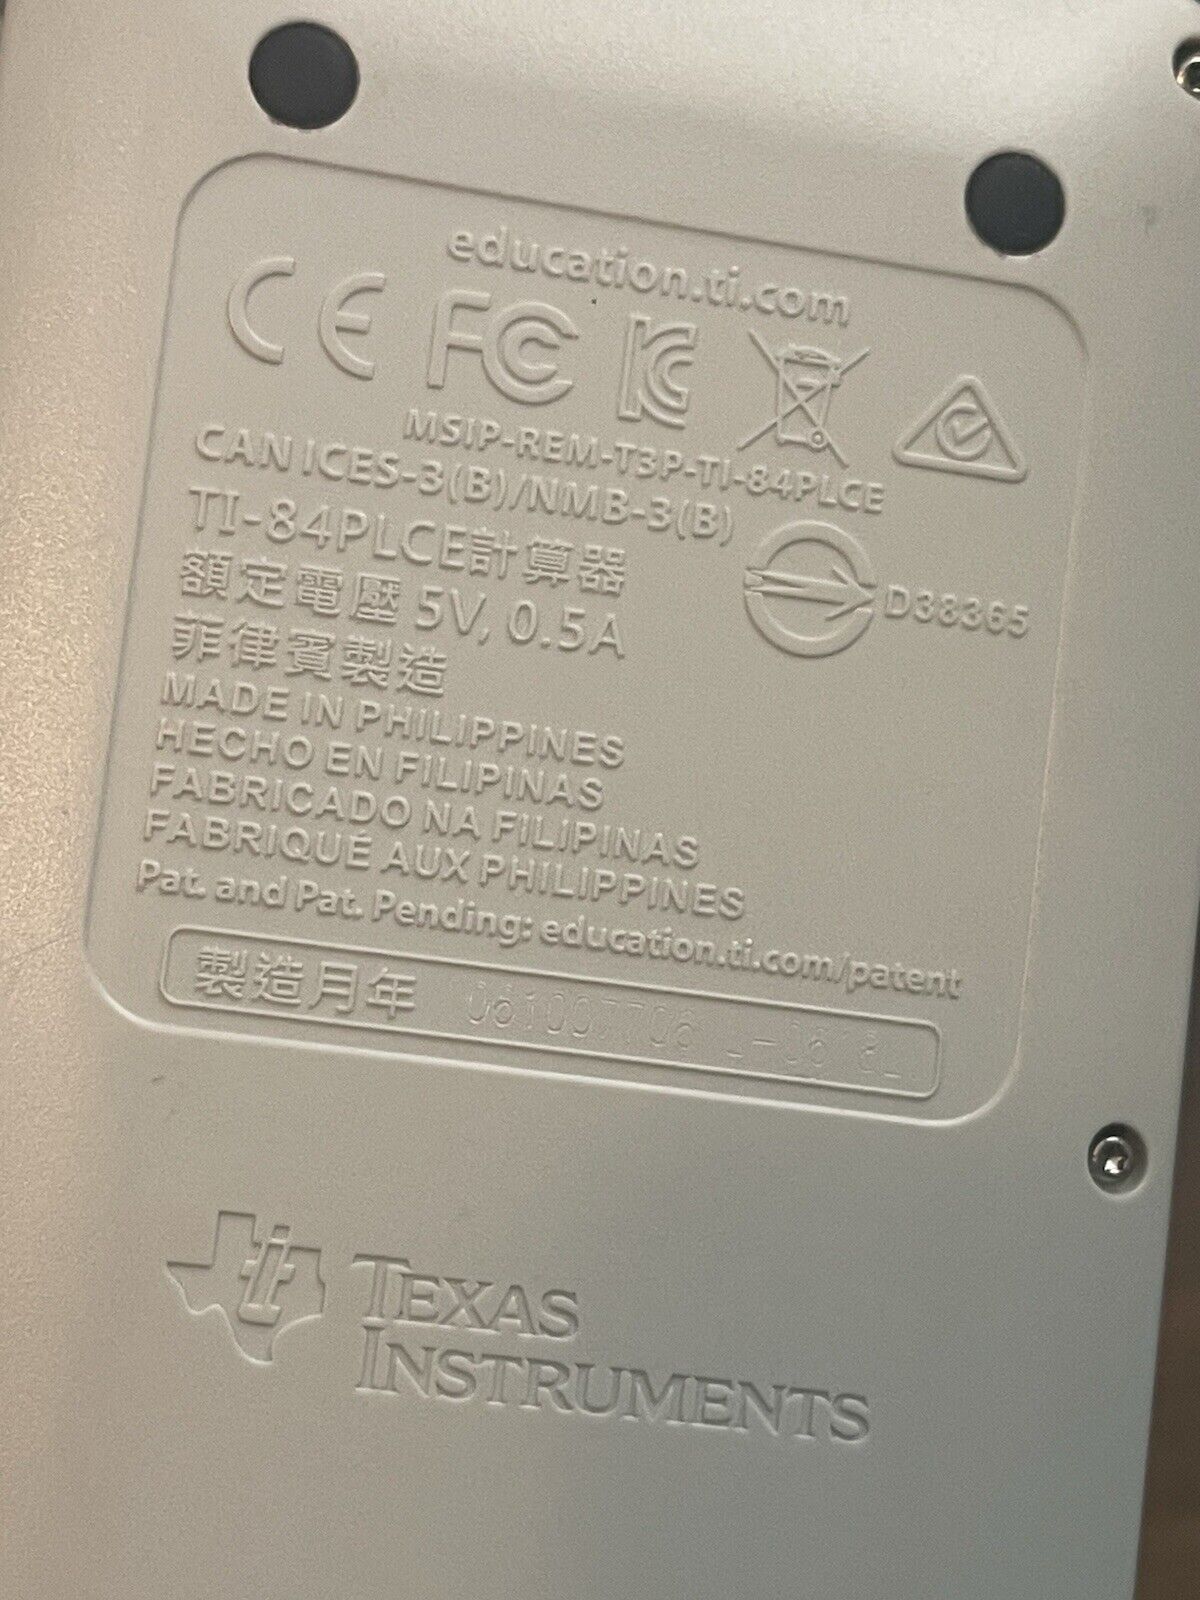 education.ti.com
CE FC KC
MSIP-REM-T3P-TI-84PLCE
CAN ICES-3(B)/NMB-3(B)
TI-84PLCE計算器
額定電壓 5V, 0.5A
D38365
菲律賓製造
MADE IN PHILIPPINES
HECHO EN FILIPINAS
FABRICADO NA FILIPINAS
FABRIQUÉ AUX PHILIPPINES
Pat. and Pat. Pending: education.ti.com/patent
製造月年
ti TEXAS
INSTRUMENTS